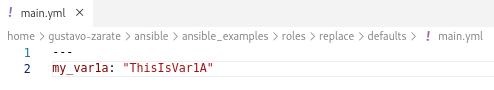 ! main.yml ×
home > gustavo-zarate > ansible > ansible_examples > roles > replace > defaults > ! main.yml
1 ---
2 my_var1a: "ThisIsVar1A"